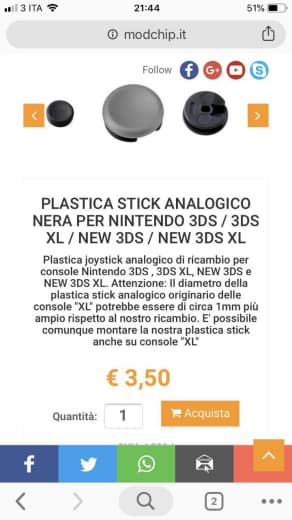 3 ITA
21:44
51%
modchip.it
Follow
PLASTICA STICK ANALOGICO
NERA PER NINTENDO 3DS / 3DS
XL / NEW 3DS / NEW 3DS XL
Plastica joystick analogico di ricambio per
console Nintendo 3DS , 3DS XL, NEW 3DS e
NEW 3DS XL. Attenzione: Il diametro della
plastica stick analogico originario delle
console "XL" potrebbe essere di circa 1mm più
ampio rispetto al nostro ricambio. E' possibile
comunque montare la nostra plastica stick
anche su console "XL"
€ 3,50
Quantità:
1
Acquista
2